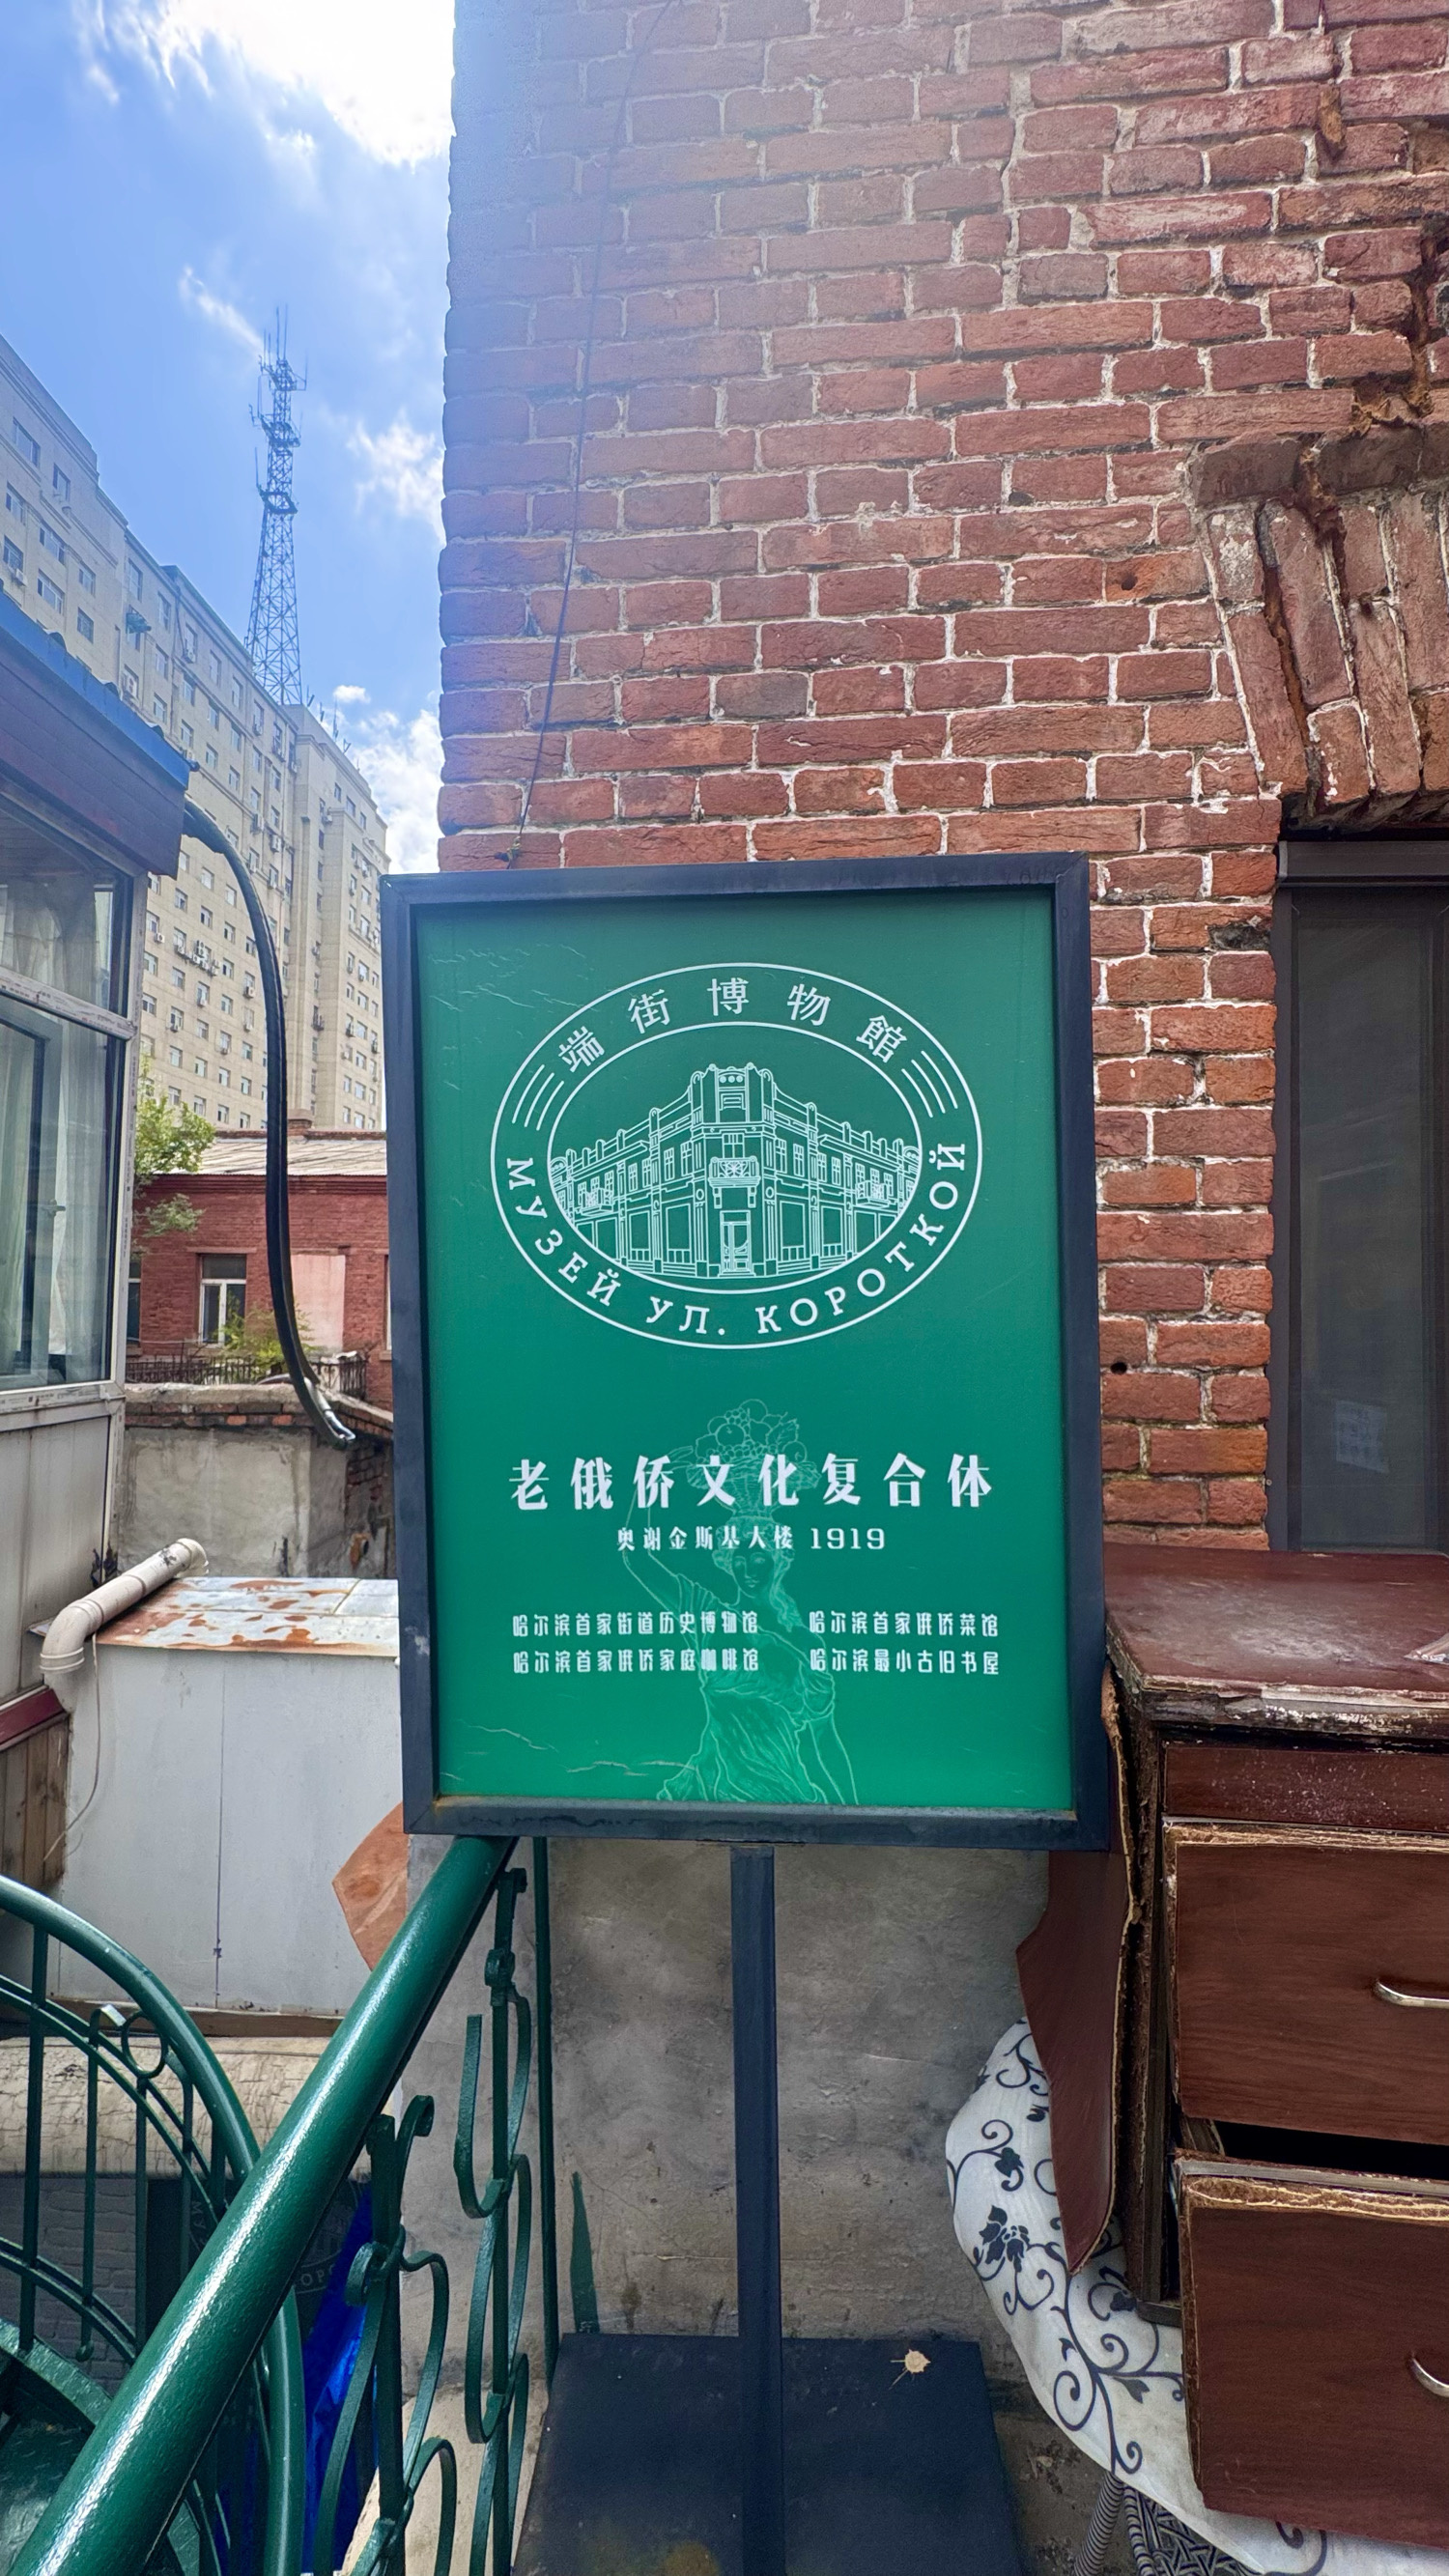 端街博物館
МУЗЕЙ УЛ. КОРОТКОЙ
老俄侨文化复合体
奥谢金斯基大楼 1919
哈尔滨首家街道历史博物馆 哈尔滨首家俄侨菜馆
哈尔滨首家俄侨家庭咖啡馆 哈尔滨最小古旧书屋